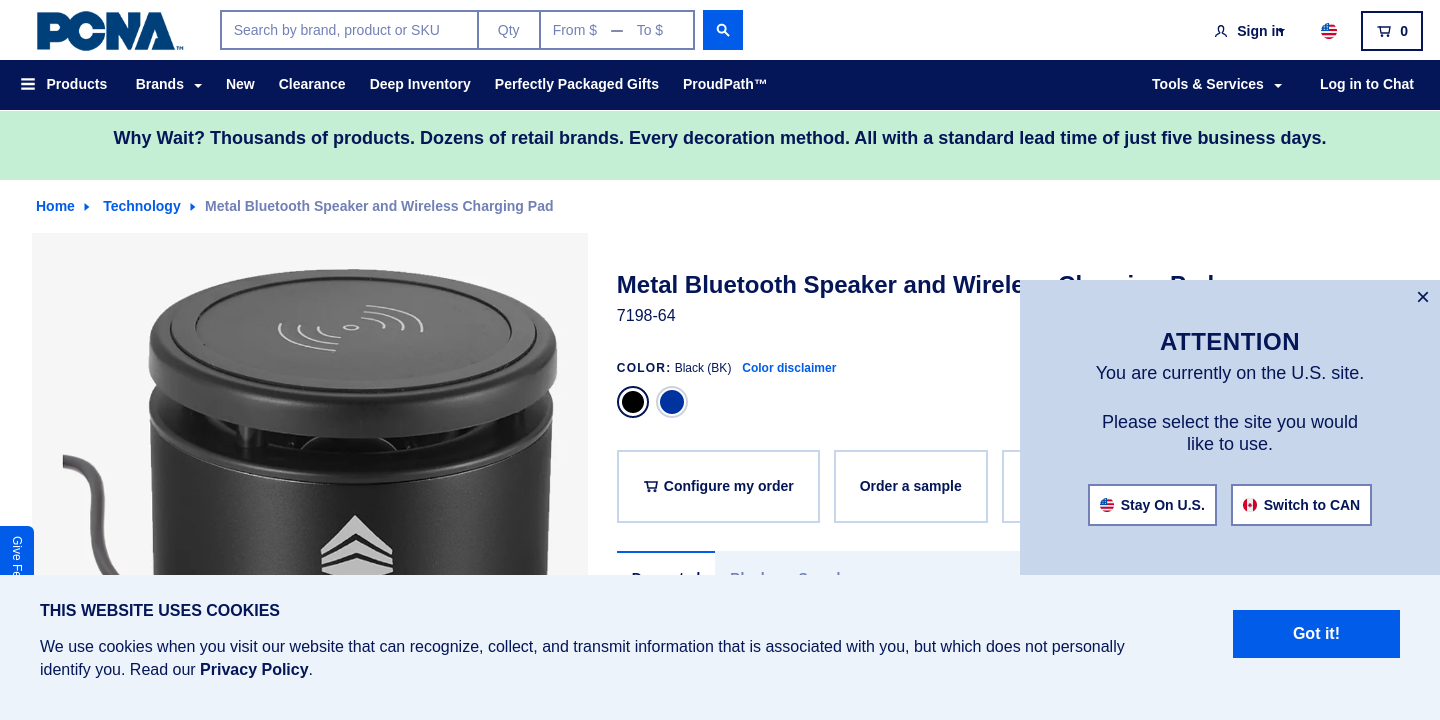 PCNA™
Search by brand, product or SKU
Qty
From $ — To $
Sign in
0
Products
Brands
New
Clearance
Deep Inventory
Perfectly Packaged Gifts
ProudPath™
Tools & Services
Log in to Chat
Why Wait? Thousands of products. Dozens of retail brands. Every decoration method. All with a standard lead time of just five business days.
Home
Technology
Metal Bluetooth Speaker and Wireless Charging Pad
Metal Bluetooth Speaker and Wireless Charging Pad
7198-64
COLOR: Black (BK) Color disclaimer
Configure my order
Order a sample
ATTENTION
You are currently on the U.S. site.
Please select the site you would
like to use.
Stay On U.S.
Switch to CAN
Give
THIS WEBSITE USES COOKIES
We use cookies when you visit our website that can recognize, collect, and transmit information that is associated with you, but which does not personally
identify you. Read our Privacy Policy.
Got it!